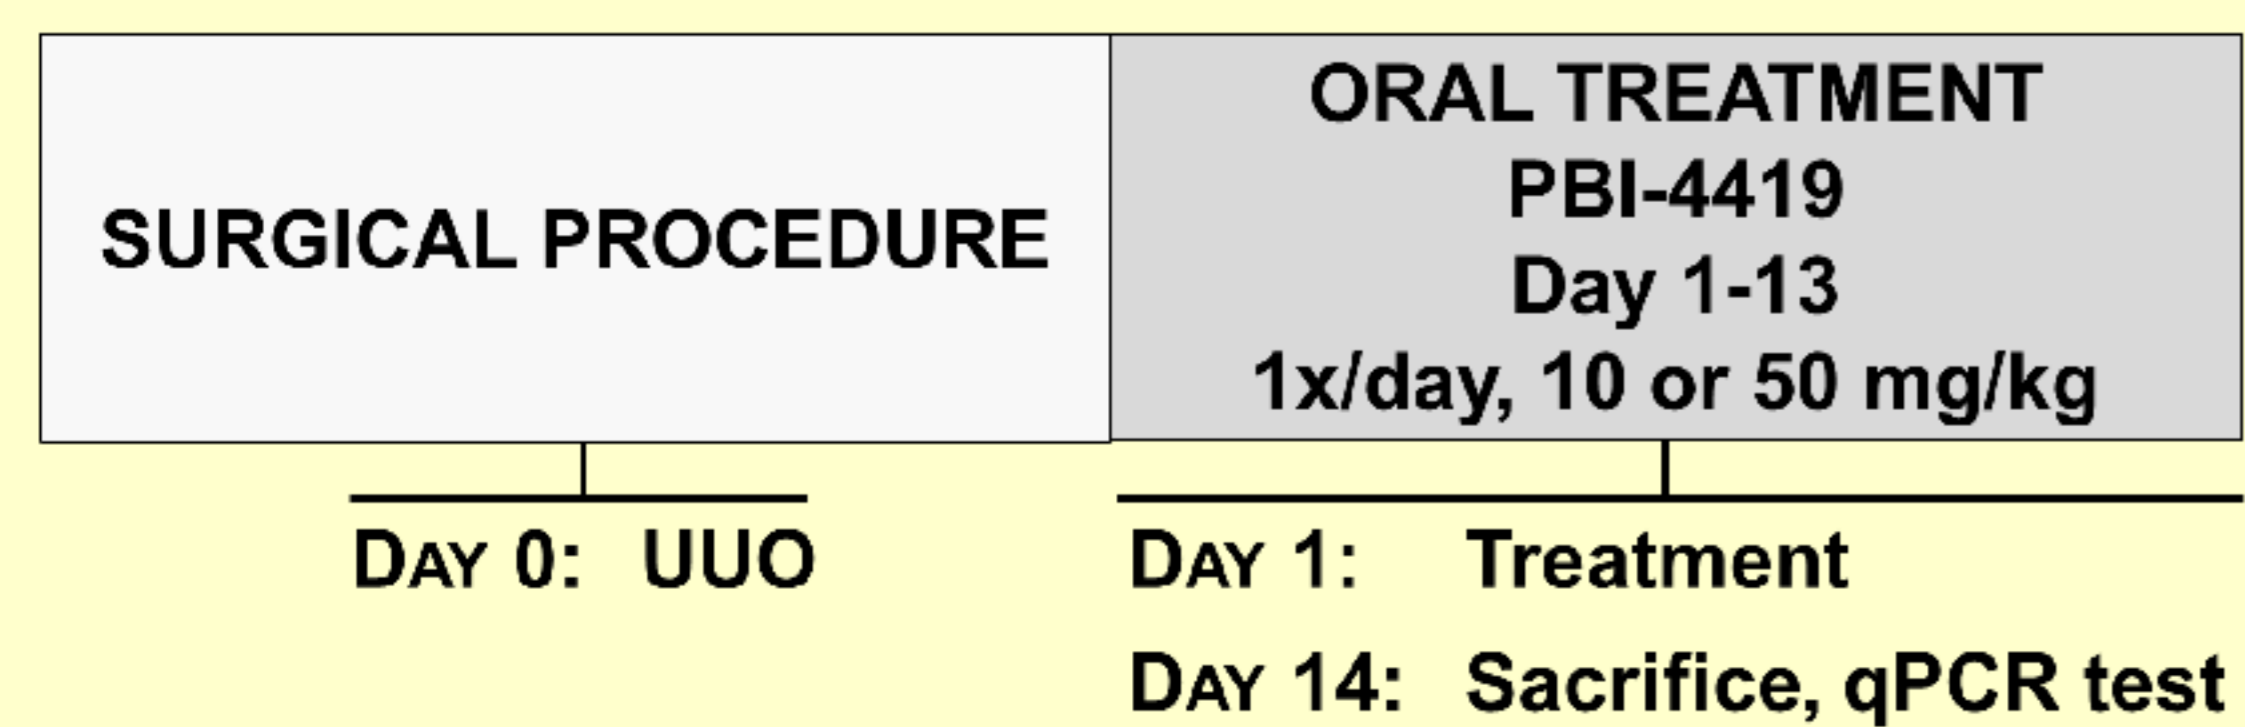 SURGICAL PROCEDURE
ORAL TREATMENT
PBI-4419
Day 1-13
1x/day, 10 or 50 mg/kg
DAY 0: UUO
DAY 1: Treatment
DAY 14: Sacrifice, qPCR test